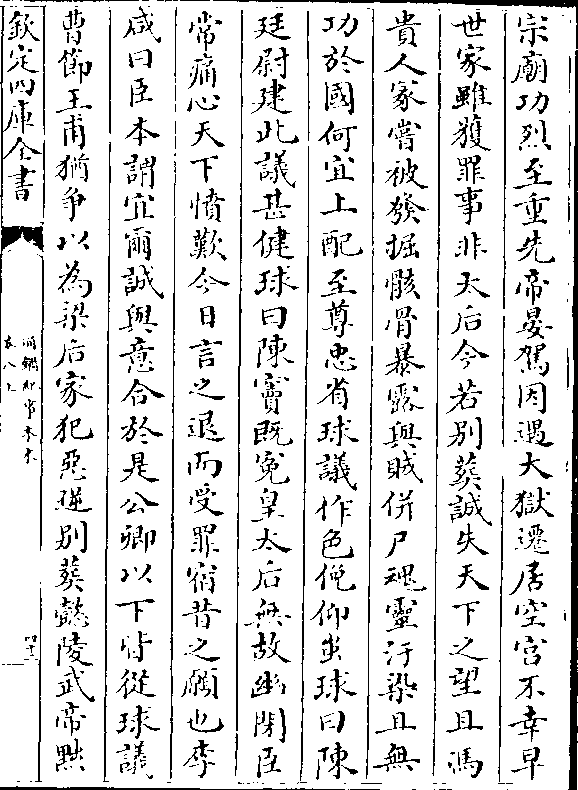 宗廟功烈至重先帝晏駕因遇大獄遷居空宮不幸早
世家雖獲罪事非太后今若别葬誠失天下之望且馮
貴人冢嘗被發掘骸骨暴露與賊併尸魂靈汙染且無
功於國何宜上配至尊忠省球議作色俛仰蚩球曰陳
廷尉建此議甚健球曰陳竇既寃皇太后無故幽閉臣
常痛心天下憤歎今日言之退而受罪宿昔之願也李
咸曰臣本謂宜爾誠與意合於是公卿以下皆從球議
曹節王甫猶爭以為梁后家犯惡逆别葬懿陵武帝黜
欽定四庫全書
通鑑紀事本末
卷八上